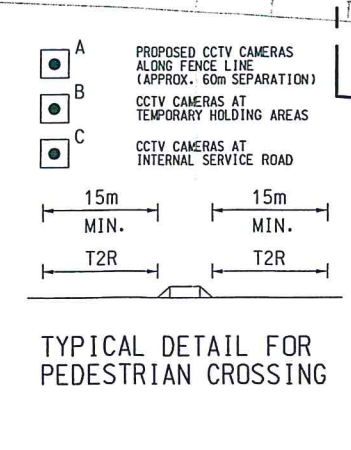 A PROPOSED CCTV CAMERAS
ALONG FENCE LINE
(APPROX. 60m SEPARATION)
B CCTV CAMERAS AT
TEMPORARY HOLDING AREAS
C CCTV CAMERAS AT
INTERNAL SERVICE ROAD
15m 15m
MIN. MIN.
T2R T2R
TYPICAL DETAIL FOR
PEDESTRIAN CROSSING